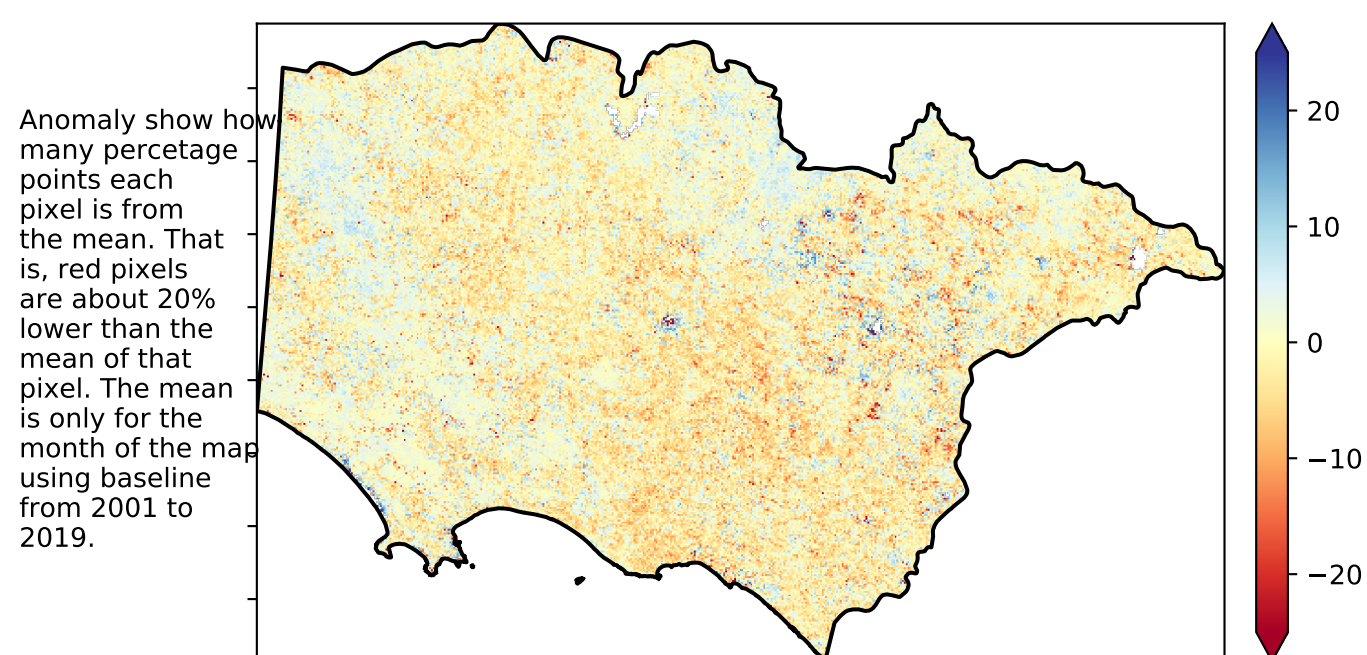 Anomaly show how
many percetage
points each
pixel is from
the mean. That
is, red pixels
are about 20%
lower than the
mean of that
pixel. The mean
is only for the
month of the map
using baseline
from 2001 to
2019.
20
10
0
−10
−20